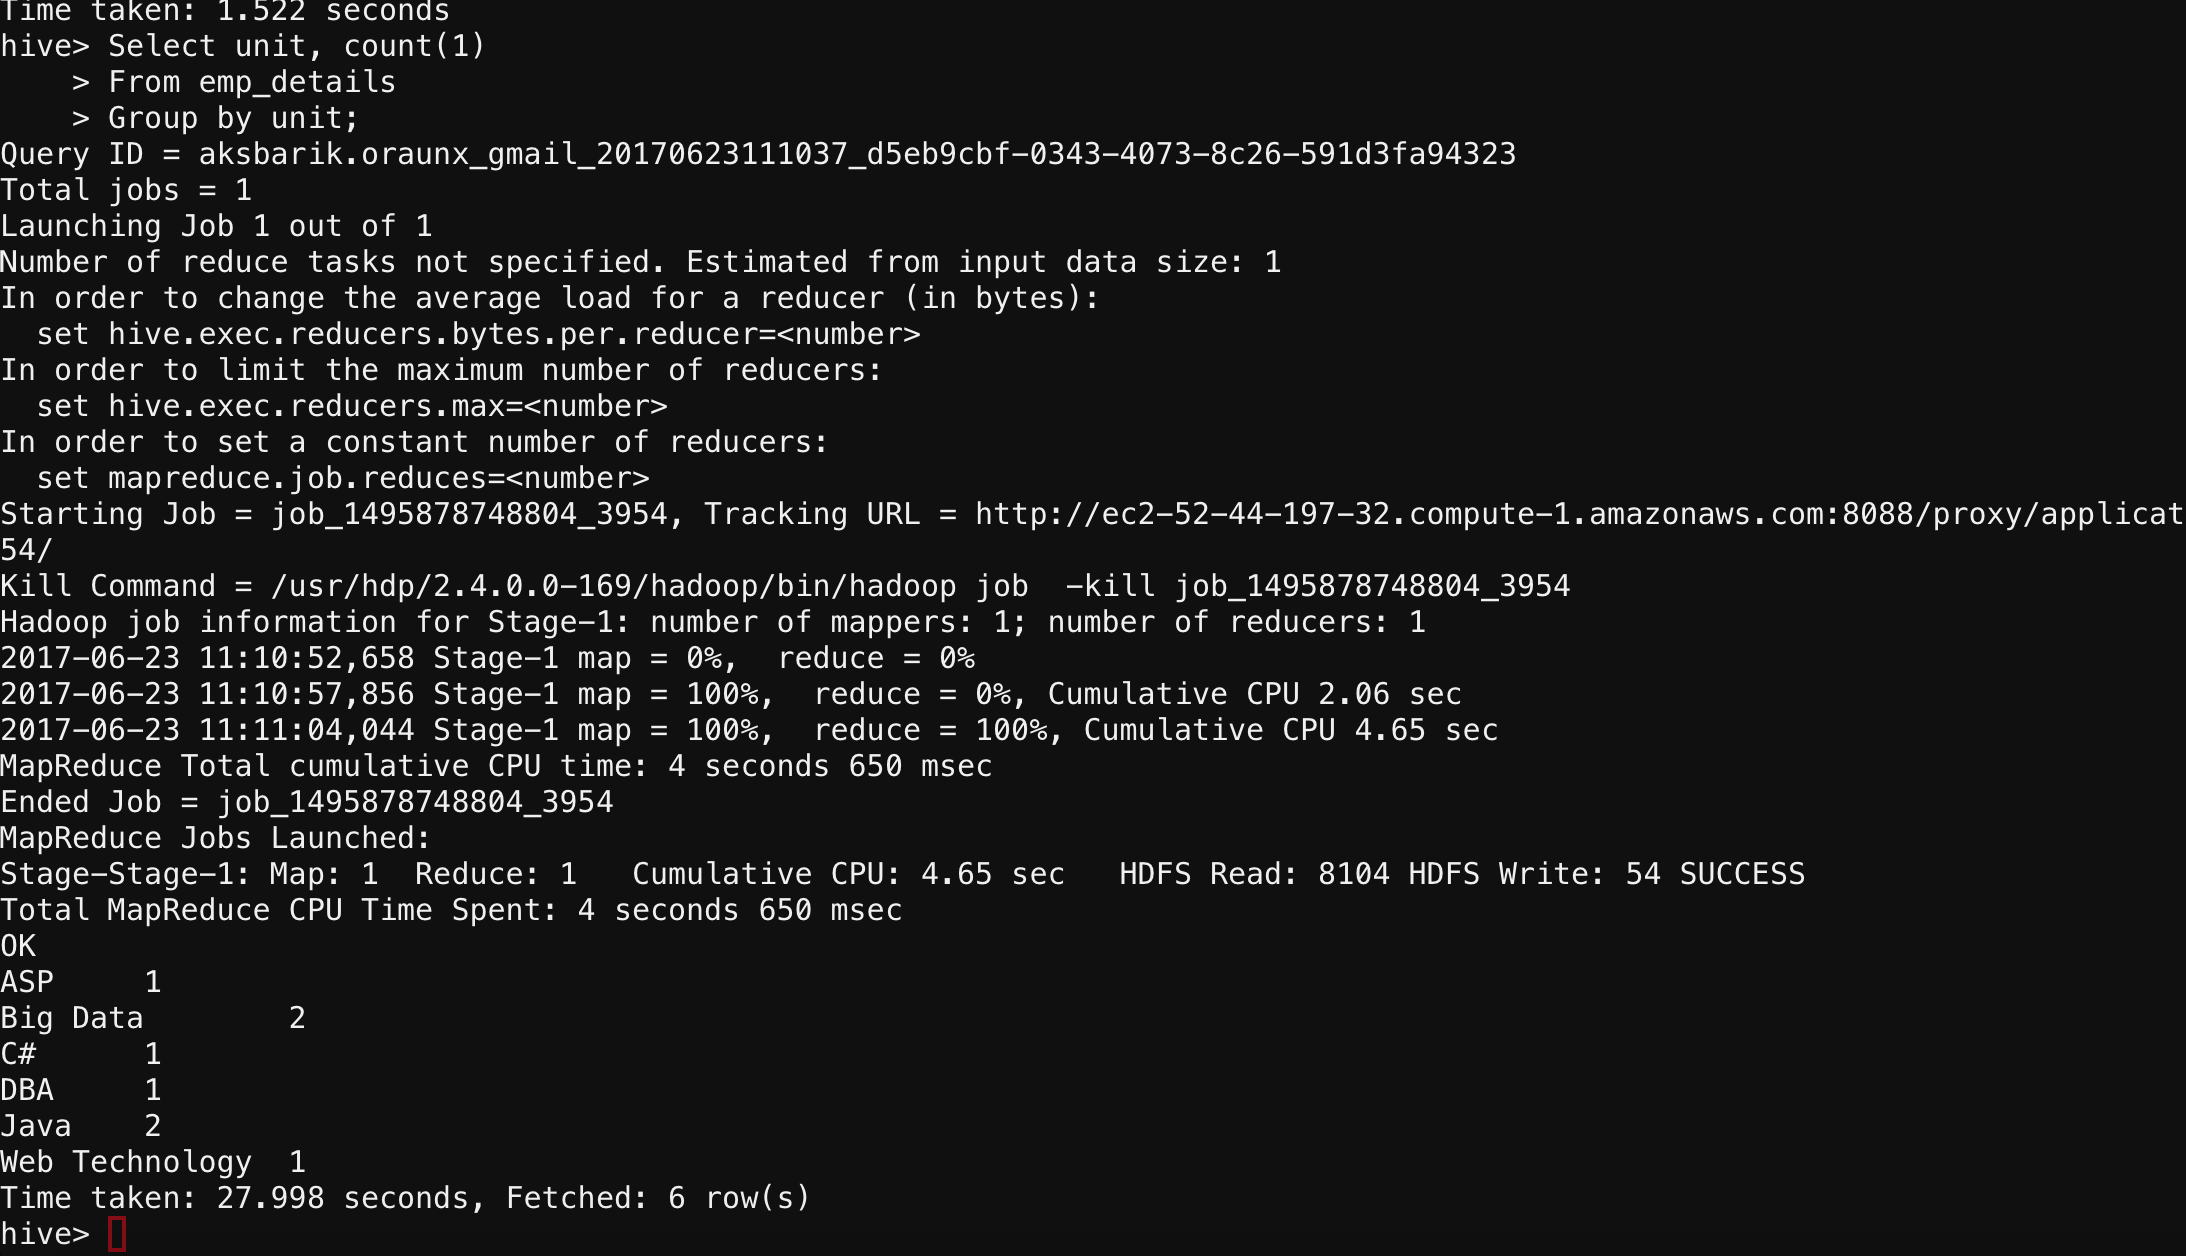 Time taken: 1.522 seconds
hive> Select unit, count(1)
    > From emp_details
    > Group by unit;
Query ID = aksbarik.oraunx_gmail_20170623111037_d5eb9cbf-0343-4073-8c26-591d3fa94323
Total jobs = 1
Launching Job 1 out of 1
Number of reduce tasks not specified. Estimated from input data size: 1
In order to change the average load for a reducer (in bytes):
  set hive.exec.reducers.bytes.per.reducer=<number>
In order to limit the maximum number of reducers:
  set hive.exec.reducers.max=<number>
In order to set a constant number of reducers:
  set mapreduce.job.reduces=<number>
Starting Job = job_1495878748804_3954, Tracking URL = http://ec2-52-44-197-32.compute-1.amazonaws.com:8088/proxy/applicat
54/
Kill Command = /usr/hdp/2.4.0.0-169/hadoop/bin/hadoop job  -kill job_1495878748804_3954
Hadoop job information for Stage-1: number of mappers: 1; number of reducers: 1
2017-06-23 11:10:52,658 Stage-1 map = 0%,  reduce = 0%
2017-06-23 11:10:57,856 Stage-1 map = 100%,  reduce = 0%, Cumulative CPU 2.06 sec
2017-06-23 11:11:04,044 Stage-1 map = 100%,  reduce = 100%, Cumulative CPU 4.65 sec
MapReduce Total cumulative CPU time: 4 seconds 650 msec
Ended Job = job_1495878748804_3954
MapReduce Jobs Launched:
Stage-Stage-1: Map: 1  Reduce: 1   Cumulative CPU: 4.65 sec   HDFS Read: 8104 HDFS Write: 54 SUCCESS
Total MapReduce CPU Time Spent: 4 seconds 650 msec
OK
ASP     1
Big Data        2
C#      1
DBA     1
Java    2
Web Technology  1
Time taken: 27.998 seconds, Fetched: 6 row(s)
hive>